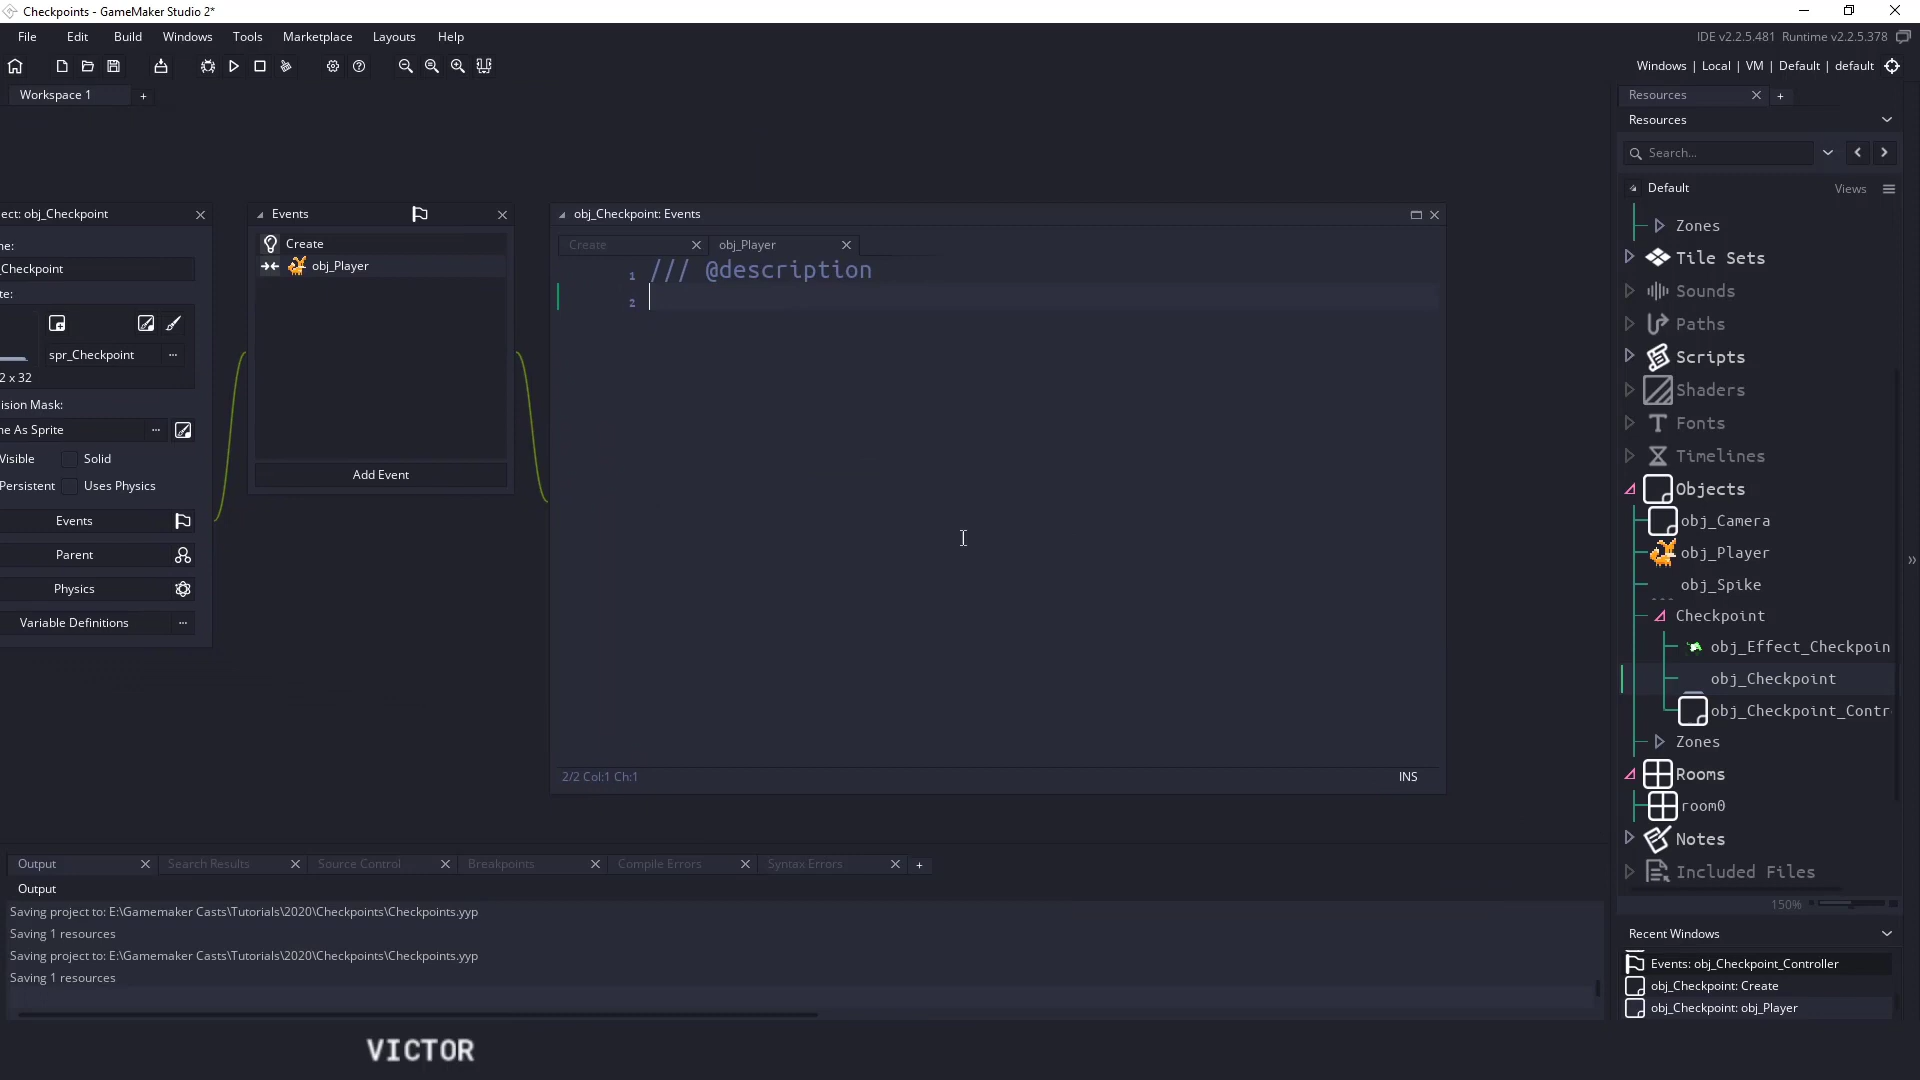 Checkpoints - GameMaker Studio 2*
File Edit Build Windows Tools Marketplace Layouts Help
IDE v2.2.5.481 Runtime v2.2.5.378
Windows | Local | VM | Default | default
Workspace 1 +
Resources
Resources
Search...
Default Views
Zones
Tile Sets
Sounds
Paths
Scripts
Shaders
Fonts
Timelines
Objects
obj_Camera
obj_Player
obj_Spike
Checkpoint
obj_Effect_Checkpoin
obj_Checkpoint
obj_Checkpoint_Contr
Zones
Rooms
room0
Notes
Included Files
150%
Recent Windows
Events: obj_Checkpoint_Controller
obj_Checkpoint: Create
obj_Checkpoint: obj_Player
ect: obj_Checkpoint
ne:
_Checkpoint
te:
spr_Checkpoint
2 x 32
ision Mask:
ne As Sprite
Visible Solid
Persistent Uses Physics
Events
Parent
Physics
Variable Definitions
Events
Create
obj_Player
Add Event
obj_Checkpoint: Events
Create obj_Player
1 /// @description
2
2/2 Col:1 Ch:1 INS
Output Search Results Source Control Breakpoints Compile Errors Syntax Errors +
Output
Saving project to: E:\Gamemaker Casts\Tutorials\2020\Checkpoints\Checkpoints.yyp
Saving 1 resources
Saving project to: E:\Gamemaker Casts\Tutorials\2020\Checkpoints\Checkpoints.yyp
Saving 1 resources
VICTOR